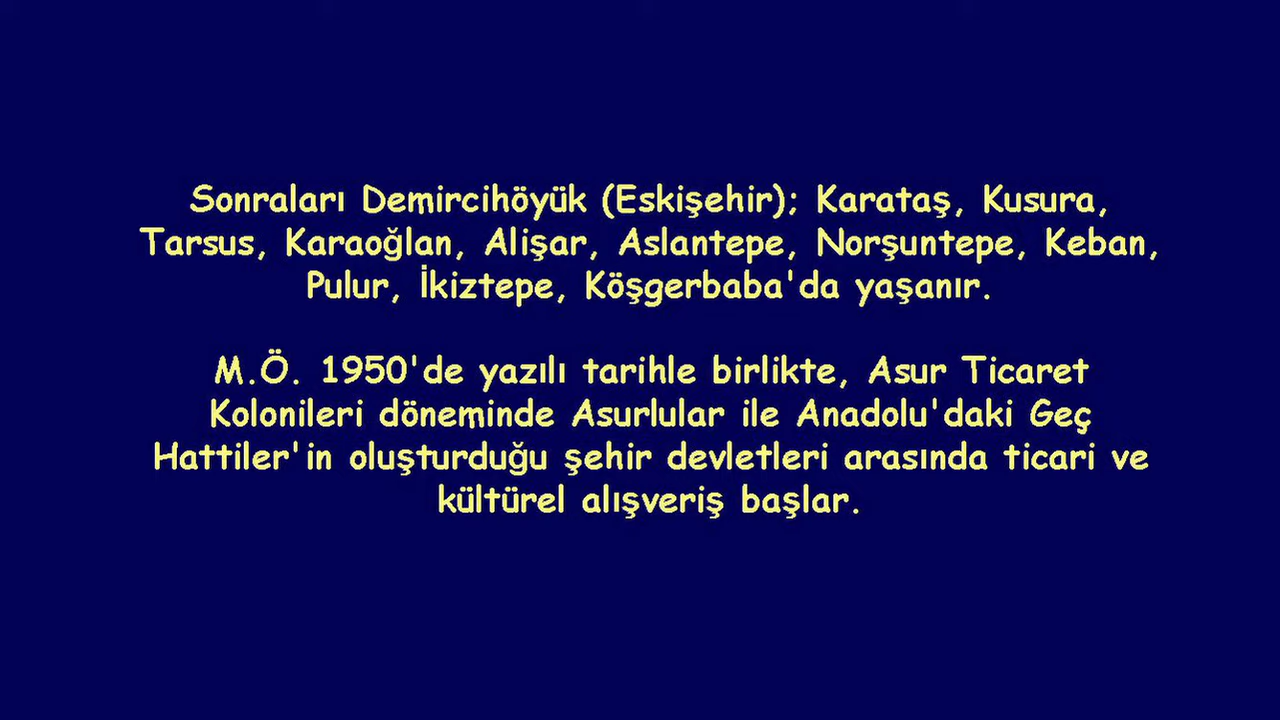 Sonraları Demircihöyük (Eskişehir); Karataş, Kusura,
Tarsus, Karaoğlan, Alişar, Aslantepe, Norşuntepe, Keban,
Pulur, İkiztepe, Köşgerbaba'da yaşanır.
M.Ö. 1950'de yazılı tarihle birlikte, Asur Ticaret
Kolonileri döneminde Asurlular ile Anadolu'daki Geç
Hattiler'in oluşturduğu şehir devletleri arasında ticari ve
kültürel alışveriş başlar.